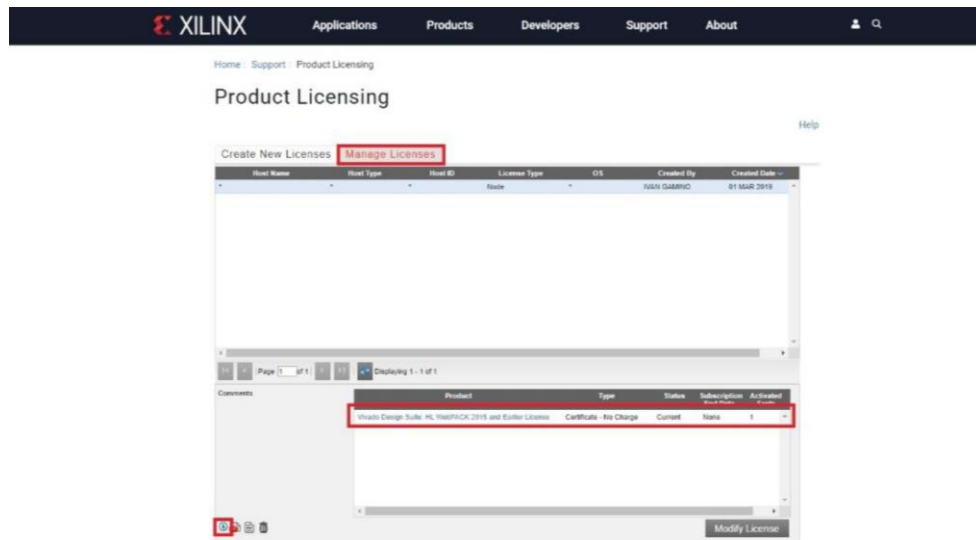 XILINX Applications Products Developers Support About
Home Support Product Licensing
Product Licensing
Help
Create New Licenses Manage Licenses
Host Name Host Type Host ID License Type OS Created By Created Date
* * * Node * IVAN GAMINO 01 MAR 2019
Page 1 of 1 Displaying 1 - 1 of 1
Comments
Product Type Status Subscription Activated
Vivado Design Suite: HL WebPACK 2015 and Earlier License Certificate - No Charge Current None 1
Modify License